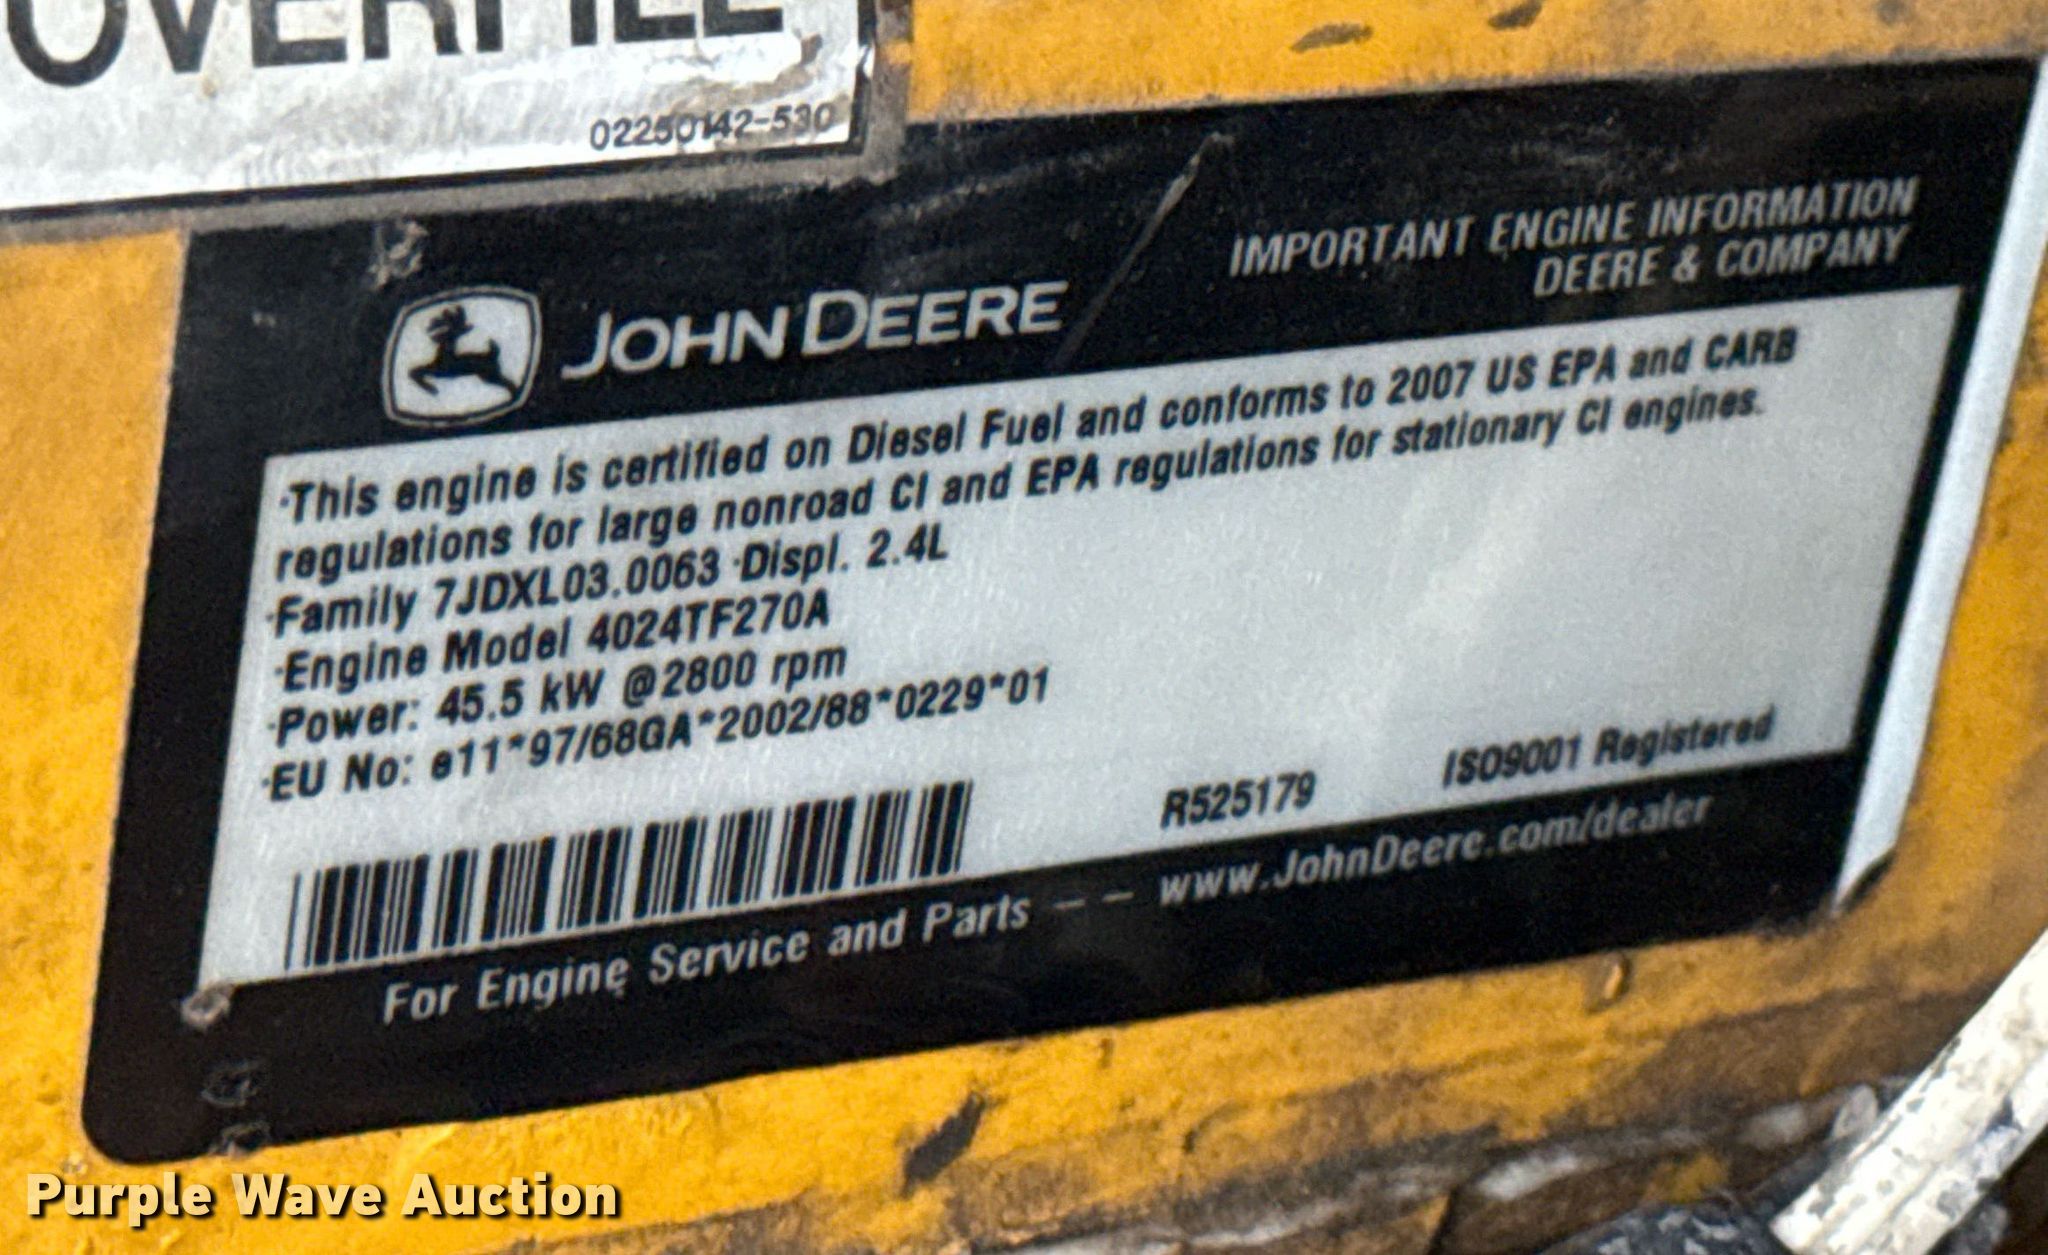 OVERFILL
02250142-530
JOHN DEERE
IMPORTANT ENGINE INFORMATION
DEERE & COMPANY
·This engine is certified on Diesel Fuel and conforms to 2007 US EPA and CARB
regulations for large nonroad CI and EPA regulations for stationary CI engines.
·Family 7JDXL03.0063 ·Displ. 2.4L
·Engine Model 4024TF270A
·Power: 45.5 kW @2800 rpm
·EU No: e11*97/68GA*2002/88*0229*01
R525179 ISO9001 Registered
For Engine Service and Parts -- www.JohnDeere.com/dealer
Purple Wave Auction